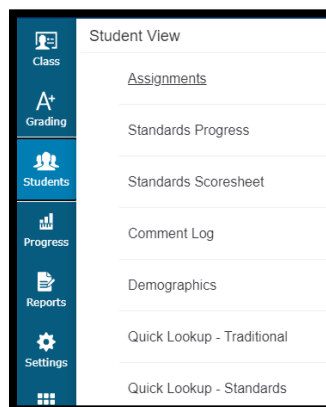 Class
A+
Grading
Students
Progress
Reports
Settings
Student View
Assignments
Standards Progress
Standards Scoresheet
Comment Log
Demographics
Quick Lookup - Traditional
Quick Lookup - Standards